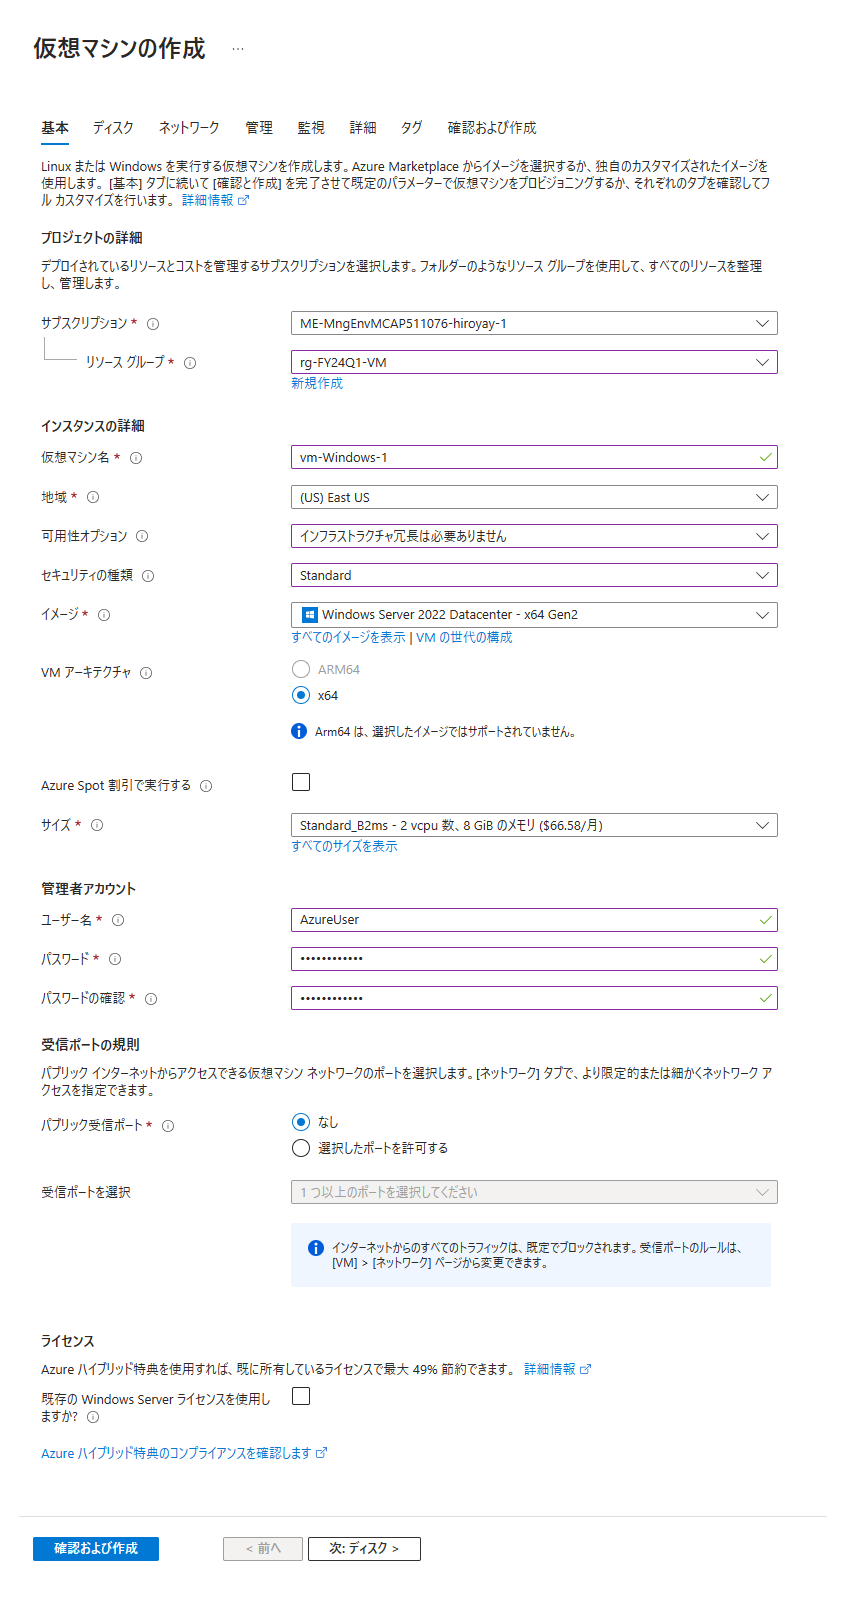 仮想マシンの作成 ...
基本 ディスク ネットワーク 管理 監視 詳細 タグ 確認および作成
Linux または Windows を実行する仮想マシンを作成します。Azure Marketplace からイメージを選択するか、独自のカスタマイズされたイメージを
使用します。 [基本] タブに続いて [確認と作成] を完了させて既定のパラメーターで仮想マシンをプロビジョニングするか、それぞれのタブを確認してフ
ル カスタマイズを行います。 詳細情報
プロジェクトの詳細
デプロイされているリソースとコストを管理するサブスクリプションを選択します。フォルダーのようなリソース グループを使用して、すべてのリソースを整理
し、管理します。
サブスクリプション * ME-MngEnvMCAP511076-hiroyay-1
リソース グループ * rg-FY24Q1-VM
新規作成
インスタンスの詳細
仮想マシン名 * vm-Windows-1
地域 * (US) East US
可用性オプション インフラストラクチャ冗長は必要ありません
セキュリティの種類 Standard
イメージ * Windows Server 2022 Datacenter - x64 Gen2
すべてのイメージを表示 | VM の世代の構成
VM アーキテクチャ ARM64
x64
Arm64 は、選択したイメージではサポートされていません。
Azure Spot 割引で実行する
サイズ * Standard_B2ms - 2 vcpu 数、8 GiB のメモリ ($66.58/月)
すべてのサイズを表示
管理者アカウント
ユーザー名 * AzureUser
パスワード * ••••••••••••
パスワードの確認 * ••••••••••••
受信ポートの規則
パブリック インターネットからアクセスできる仮想マシン ネットワークのポートを選択します。[ネットワーク] タブで、より限定的または細かくネットワーク ア
クセスを指定できます。
パブリック受信ポート * なし
選択したポートを許可する
受信ポートを選択 1 つ以上のポートを選択してください
インターネットからのすべてのトラフィックは、既定でブロックされます。受信ポートのルールは、
[VM] > [ネットワーク] ページから変更できます。
ライセンス
Azure ハイブリッド特典を使用すれば、既に所有しているライセンスで最大 49% 節約できます。 詳細情報
既存の Windows Server ライセンスを使用し
ますか?
Azure ハイブリッド特典のコンプライアンスを確認します
確認および作成 < 前へ 次: ディスク >